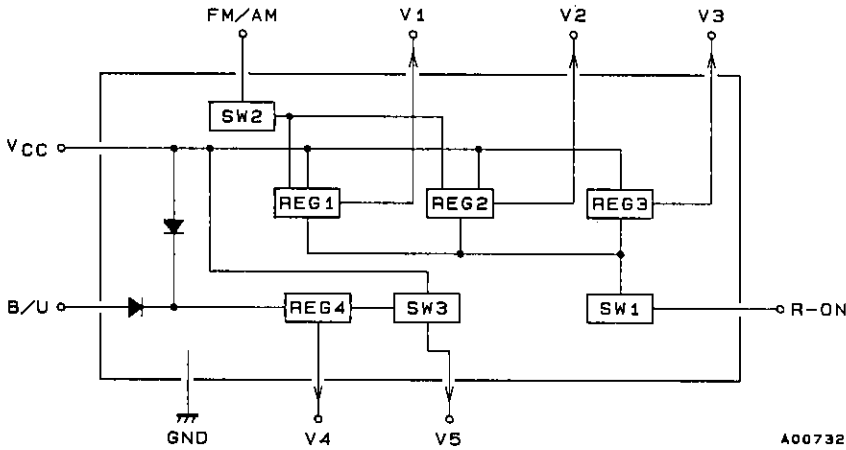 FM/AM V1 V2 V3
SW2
VCC
REG1 REG2 REG3
B/U REG4 SW3 SW1 R-ON
GND V4 V5
A00732